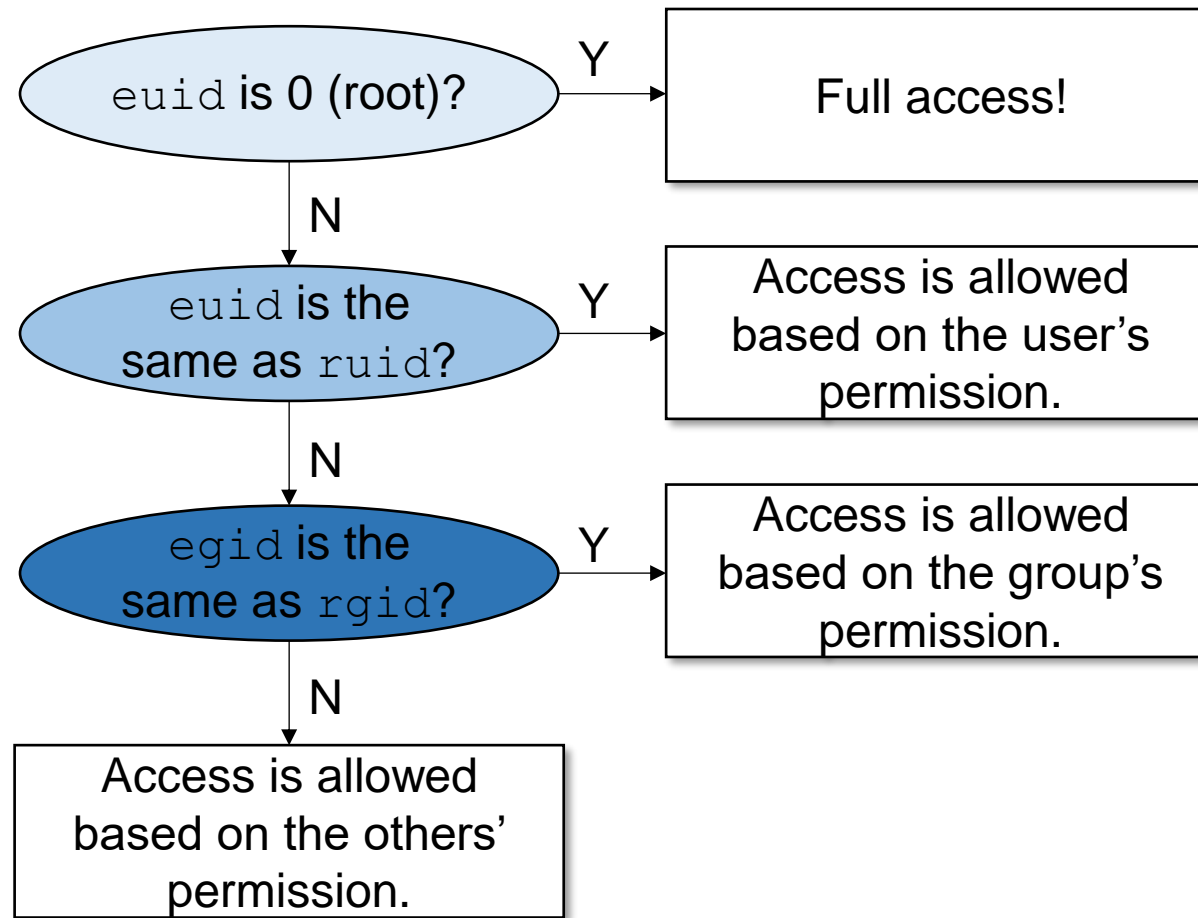 euid is 0 (root)?
Y
Full access!
N
euid is the
same as ruid?
Y
Access is allowed
based on the user’s
permission.
N
egid is the
same as rgid?
Y
Access is allowed
based on the group’s
permission.
N
Access is allowed
based on the others’
permission.